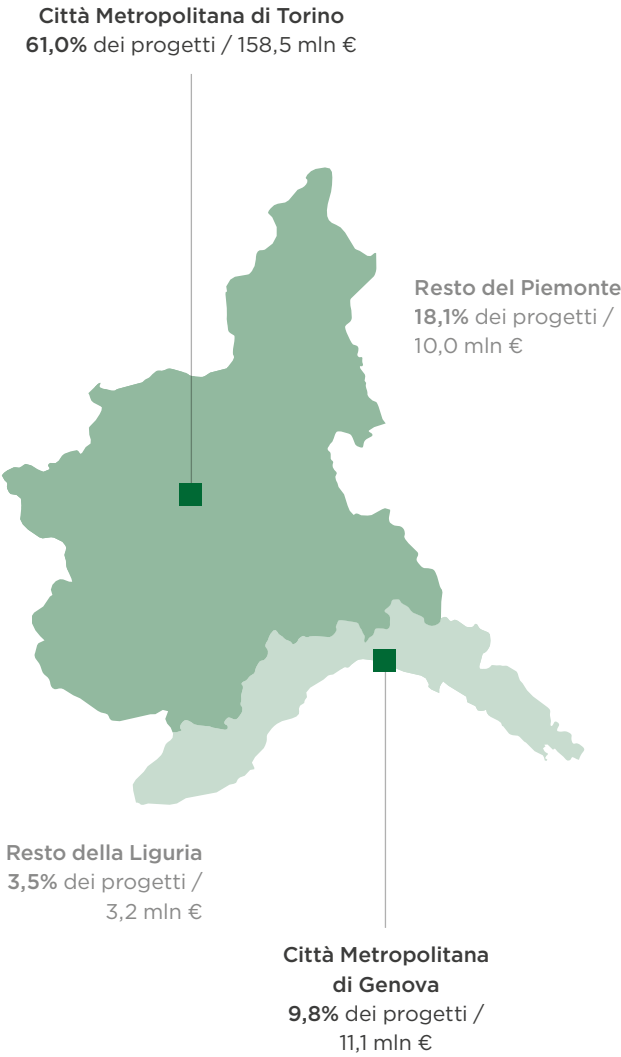 Città Metropolitana di Torino
61,0% dei progetti / 158,5 mln €
Resto del Piemonte
18,1% dei progetti /
10,0 mln €
Resto della Liguria
3,5% dei progetti /
3,2 mln €
Città Metropolitana
di Genova
9,8% dei progetti /
11,1 mln €